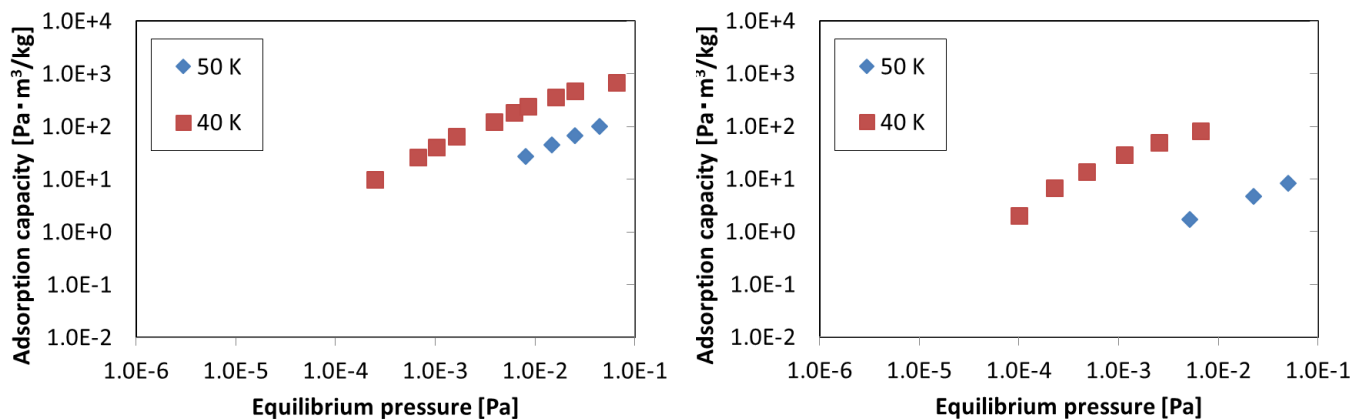 Adsorption capacity [Pa・m³/kg]
1.0E+4
1.0E+3
1.0E+2
1.0E+1
1.0E+0
1.0E-1
1.0E-2
50 K
40 K
1.0E-6 1.0E-5 1.0E-4 1.0E-3 1.0E-2 1.0E-1
Equilibrium pressure [Pa]
Adsorption capacity [Pa・m³/kg]
1.0E+4
1.0E+3
1.0E+2
1.0E+1
1.0E+0
1.0E-1
1.0E-2
50 K
40 K
1.0E-6 1.0E-5 1.0E-4 1.0E-3 1.0E-2 1.0E-1
Equilibrium pressure [Pa]